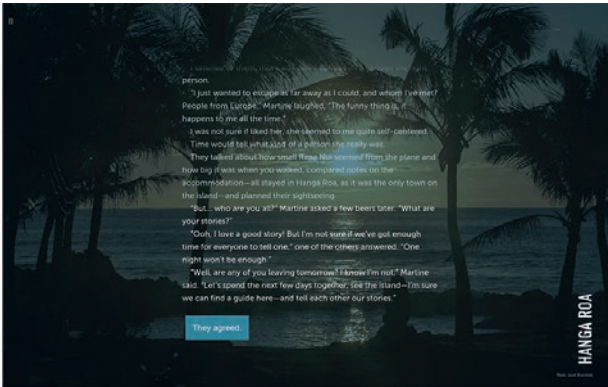 person.
"I just wanted to escape as far away as I could, and whom I've met?
People from Europe," Martine laughed, "The funny thing is, it
happens to me all the time."
I was not sure if liked her, she seemed to me quite self-centered.
Time would tell what kind of a person she really was.
They talked about how small Rapa Nui seemed from the plane and
how big it was when you walked, compared notes on the
accommodation—all stayed in Hanga Roa, as it was the only town on
the island—and planned their sightseeing.
"But... who are you all?" Martine asked a few beers later. "What are
your stories?"
"Ooh, I love a good story! But I'm not sure if we've got enough
time for everyone to tell one," one of the others answered. "One
night won't be enough."
"Well, are any of you leaving tomorrow? I know I'm not," Martine
said. "Let's spend the next few days together, see the island—I'm sure
we can find a guide here—and tell each other our stories."
They agreed.
HANGA ROA